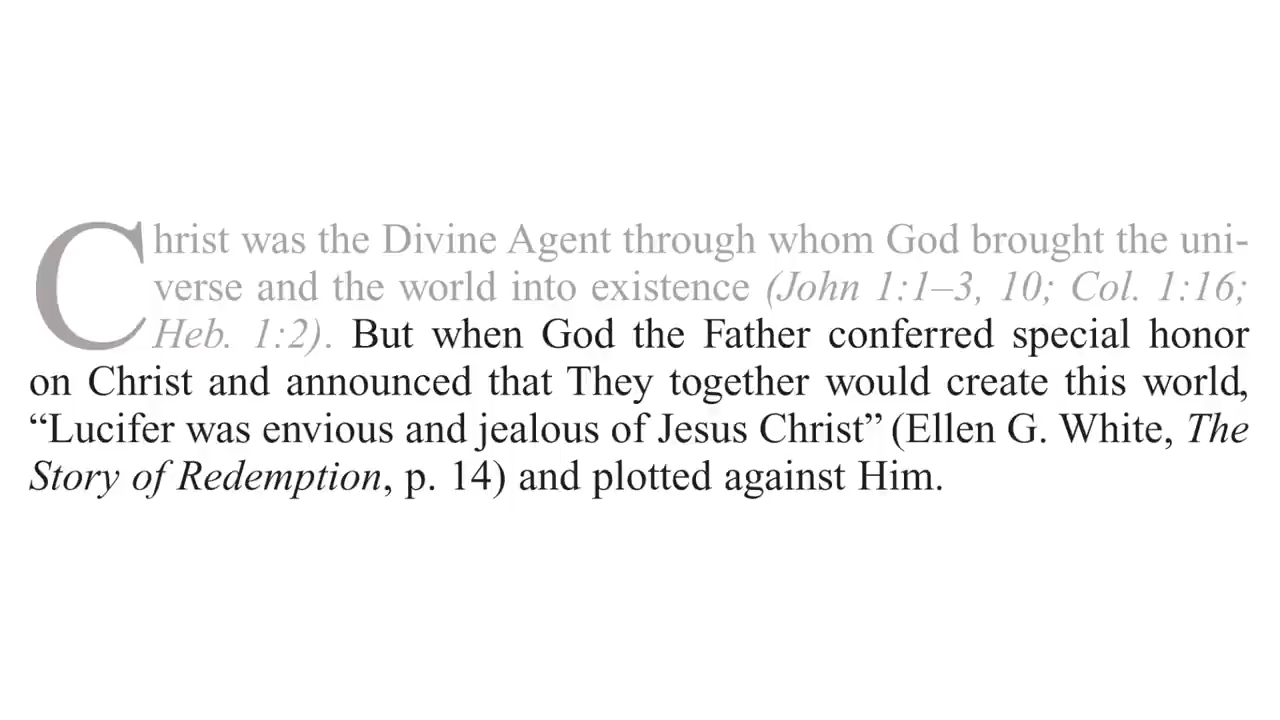 Christ was the Divine Agent through whom God brought the uni-
verse and the world into existence (John 1:1–3, 10; Col. 1:16;
Heb. 1:2). But when God the Father conferred special honor
on Christ and announced that They together would create this world,
“Lucifer was envious and jealous of Jesus Christ” (Ellen G. White, The
Story of Redemption, p. 14) and plotted against Him.